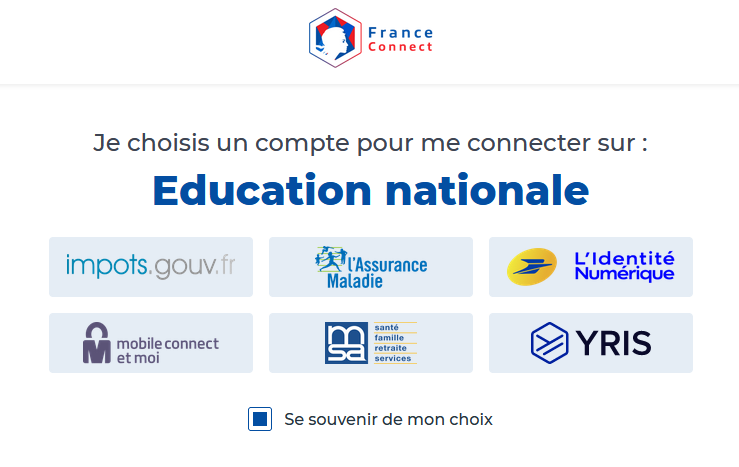 France
Connect
Je choisis un compte pour me connecter sur :
Education nationale
impots.gouv.fr
l'Assurance
Maladie
L'Identité
Numérique
mobile connect
et moi
msa
santé
famille
retraite
services
YRIS
Se souvenir de mon choix